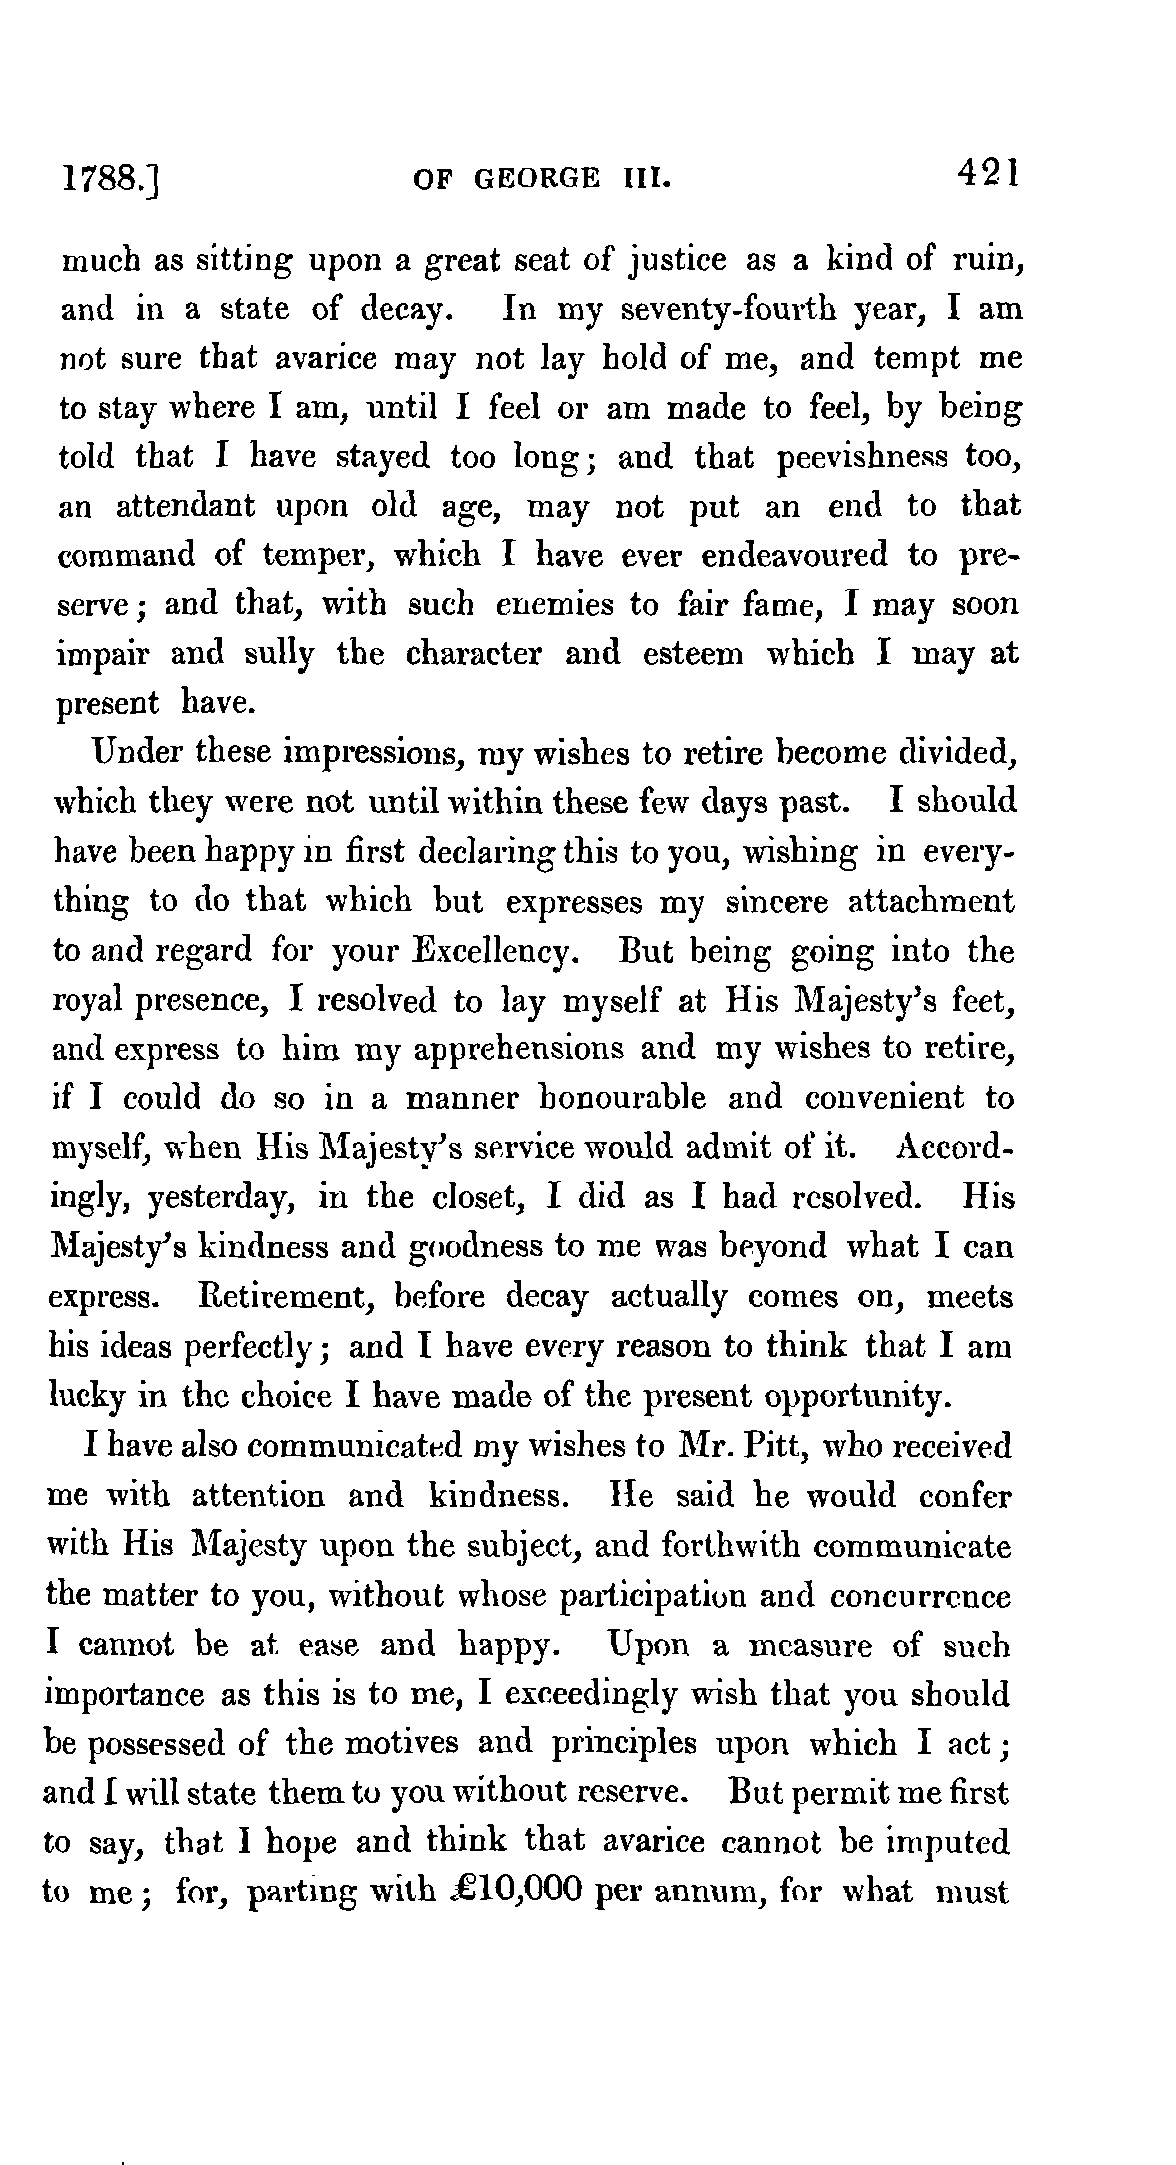 1788.] OF GEORGE III. 421
much as sitting upon a great seat of justice as a kind of ruin,
and in a state of decay. In my seventy-fourth year, I am
not sure that avarice may not lay hold of me, and tempt me
to stay where I am, until I feel or am made to feel, by being
told that I have stayed too long; and that peevishness too,
an attendant upon old age, may not put an end to that
command of temper, which I have ever endeavoured to pre-
serve; and that, with such enemies to fair fame, I may soon
impair and sully the character and esteem which I may at
present have.
Under these impressions, my wishes to retire become divided,
which they were not until within these few days past. I should
have been happy in first declaring this to you, wishing in every-
thing to do that which but expresses my sincere attachment
to and regard for your Excellency. But being going into the
royal presence, I resolved to lay myself at His Majesty's feet,
and express to him my apprehensions and my wishes to retire,
if I could do so in a manner honourable and convenient to
myself, when His Majesty's service would admit of it. Accord-
ingly, yesterday, in the closet, I did as I had resolved. His
Majesty's kindness and goodness to me was beyond what I can
express. Retirement, before decay actually comes on, meets
his ideas perfectly; and I have every reason to think that I am
lucky in the choice I have made of the present opportunity.
I have also communicated my wishes to Mr. Pitt, who received
me with attention and kindness. He said he would confer
with His Majesty upon the subject, and forthwith communicate
the matter to you, without whose participation and concurrence
I cannot be at ease and happy. Upon a measure of such
importance as this is to me, I exceedingly wish that you should
be possessed of the motives and principles upon which I act;
and I will state them to you without reserve. But permit me first
to say, that I hope and think that avarice cannot be imputed
to me; for, parting with £10,000 per annum, for what must